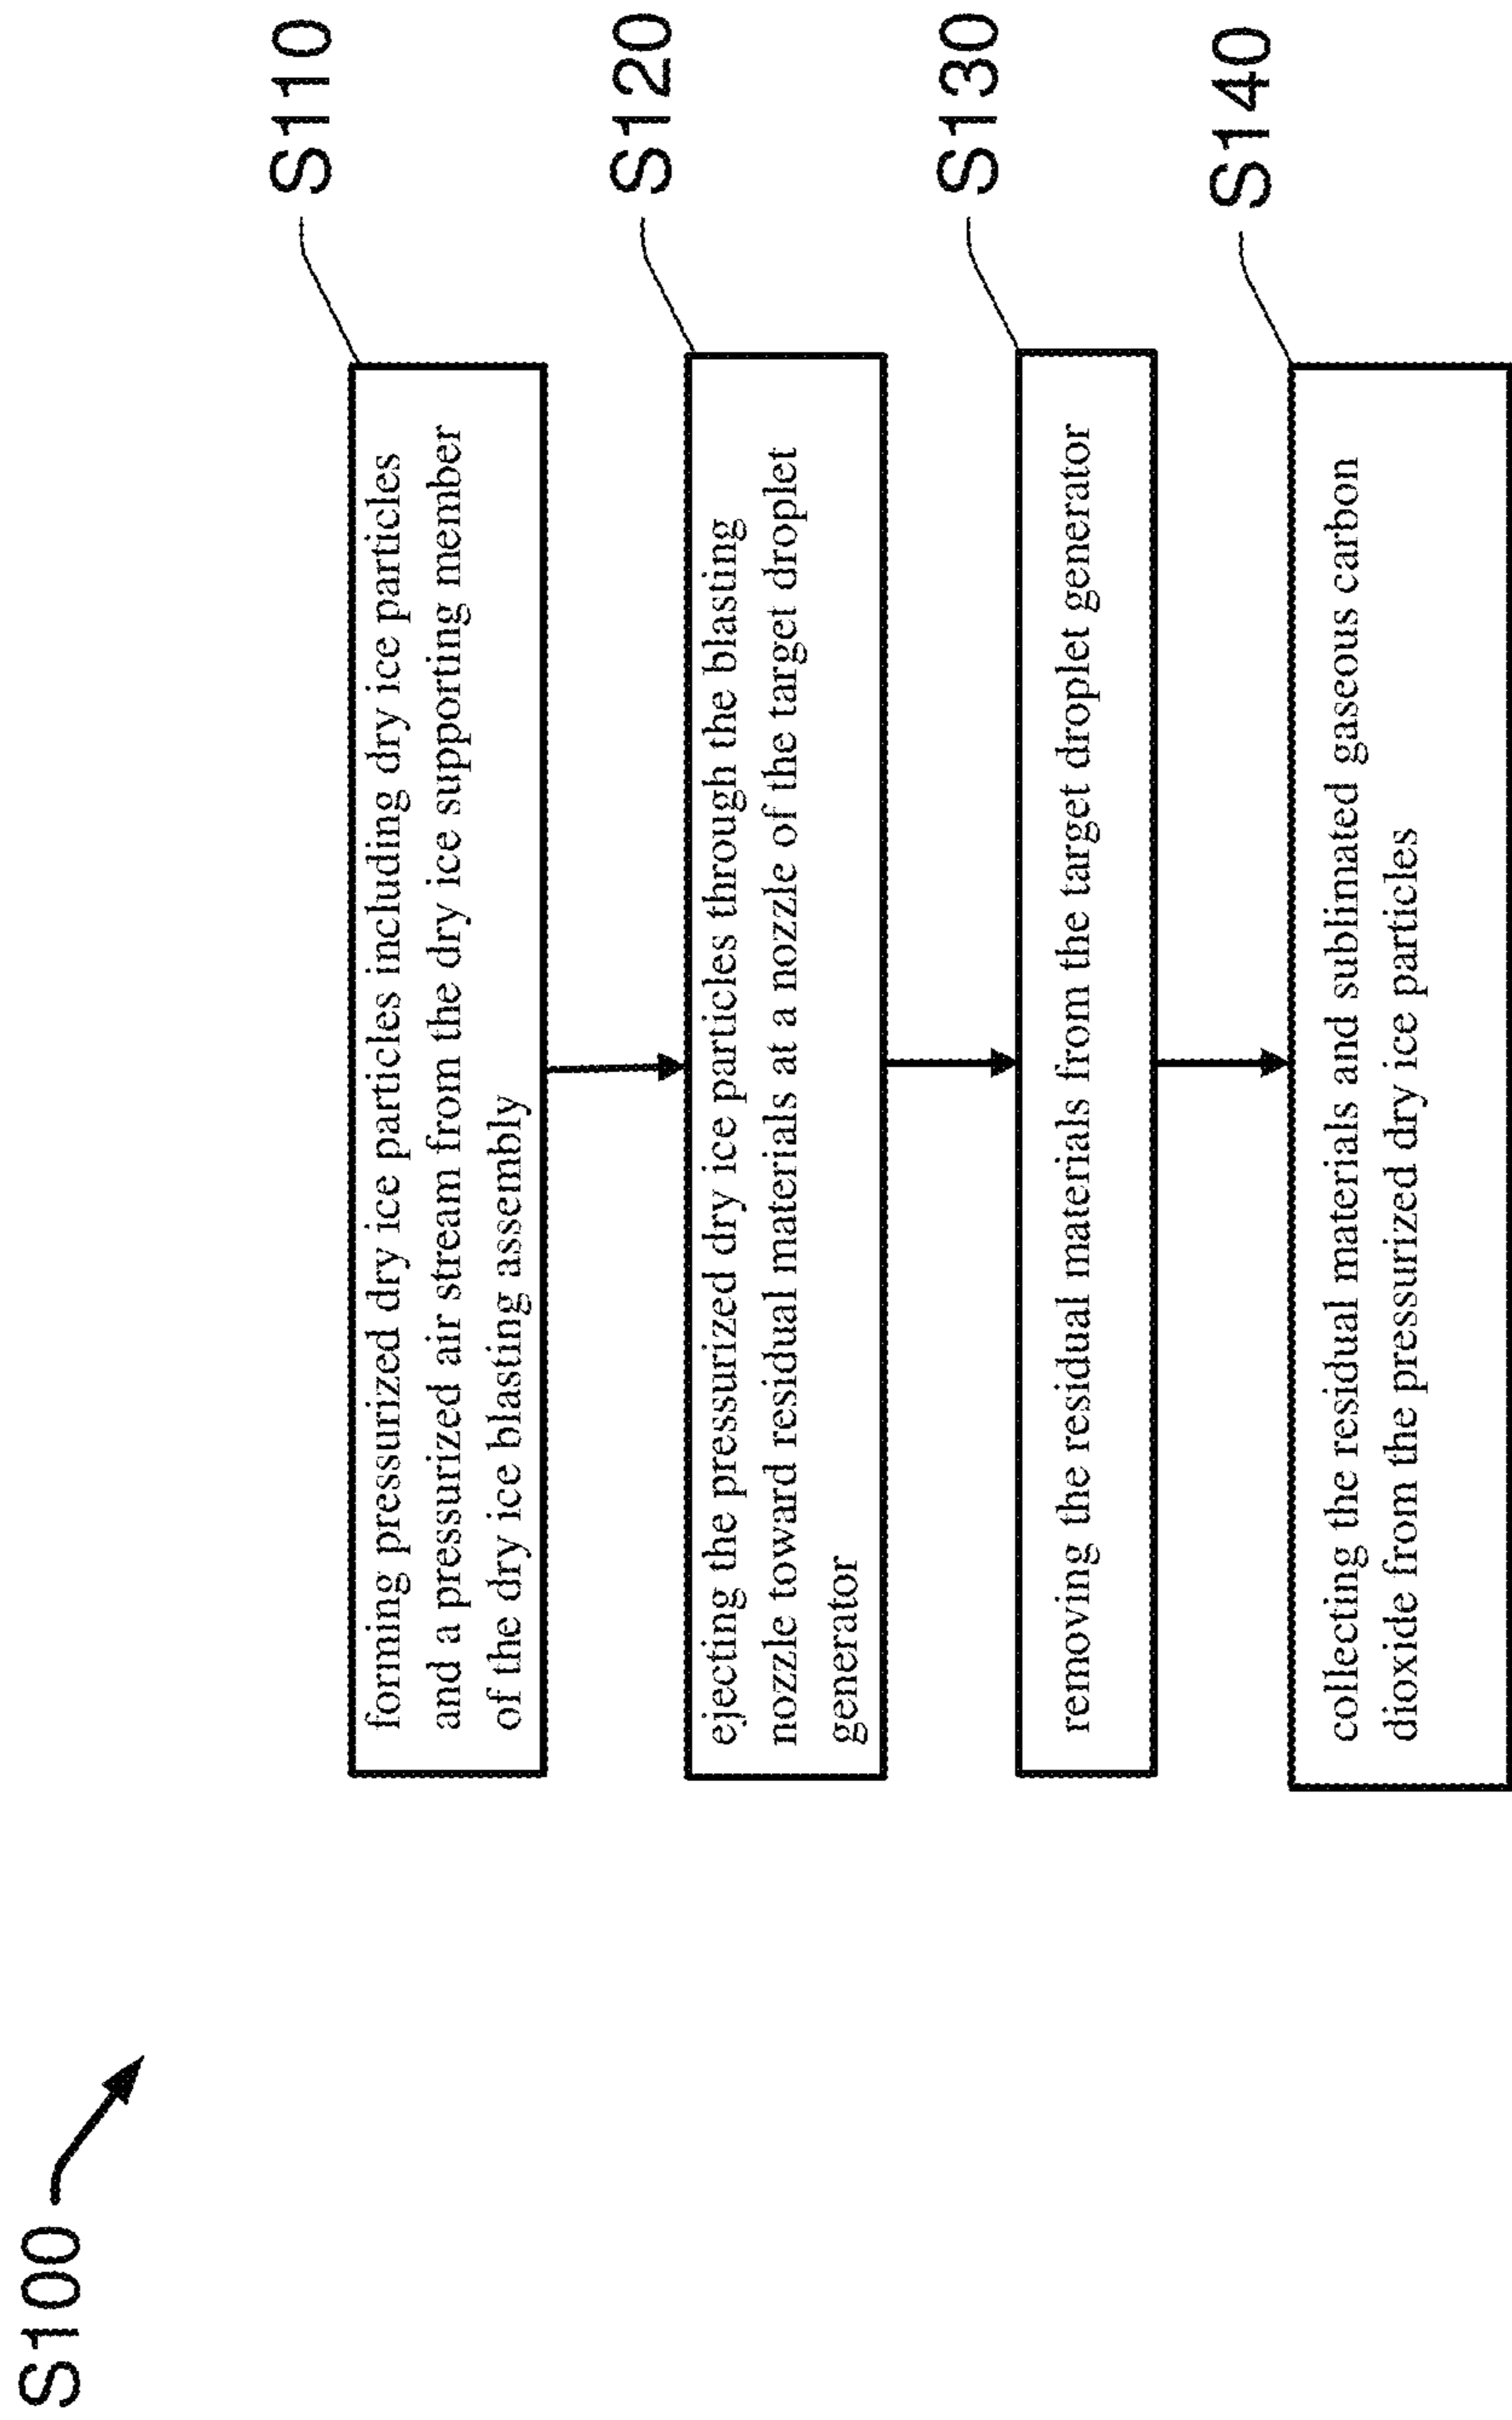 S100
S110
forming pressurized dry ice particles including dry ice particles
and a pressurized air stream from the dry ice supporting member
of the dry ice blasting assembly
S120
ejecting the pressurized dry ice particles through the blasting
nozzle toward residual materials at a nozzle of the target droplet
generator
S130
removing the residual materials from the target droplet generator
S140
collecting the residual materials and sublimated gaseous carbon
dioxide from the pressurized dry ice particles